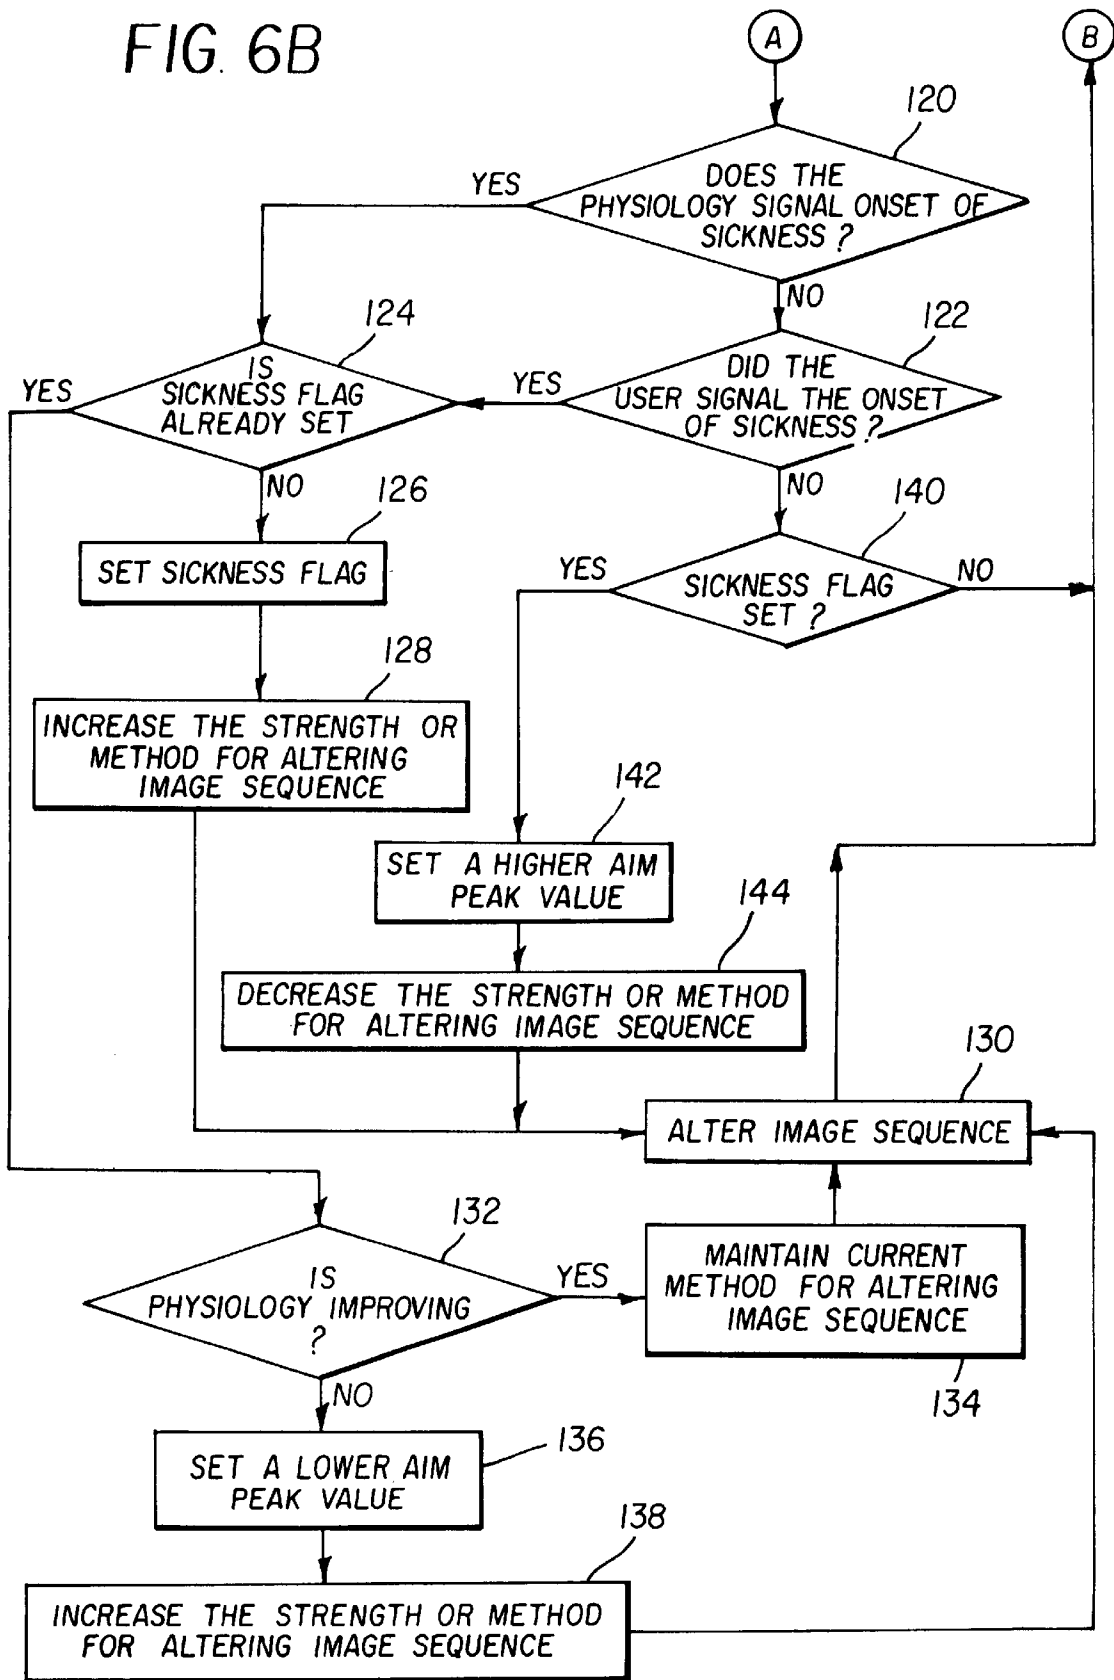 FIG. 6B
A
B
120
DOES THE
PHYSIOLOGY SIGNAL ONSET OF
SICKNESS ?
YES
NO
122
DID THE
USER SIGNAL THE ONSET
OF SICKNESS ?
YES
NO
124
IS
SICKNESS FLAG
ALREADY SET
YES
NO
126
SET SICKNESS FLAG
140
SICKNESS FLAG
SET ?
YES
NO
128
INCREASE THE STRENGTH OR
METHOD FOR ALTERING
IMAGE SEQUENCE
142
SET A HIGHER AIM
PEAK VALUE
144
DECREASE THE STRENGTH OR METHOD
FOR ALTERING IMAGE SEQUENCE
130
ALTER IMAGE SEQUENCE
132
IS
PHYSIOLOGY IMPROVING
?
YES
NO
MAINTAIN CURRENT
METHOD FOR ALTERING
IMAGE SEQUENCE
134
136
SET A LOWER AIM
PEAK VALUE
138
INCREASE THE STRENGTH OR METHOD
FOR ALTERING IMAGE SEQUENCE